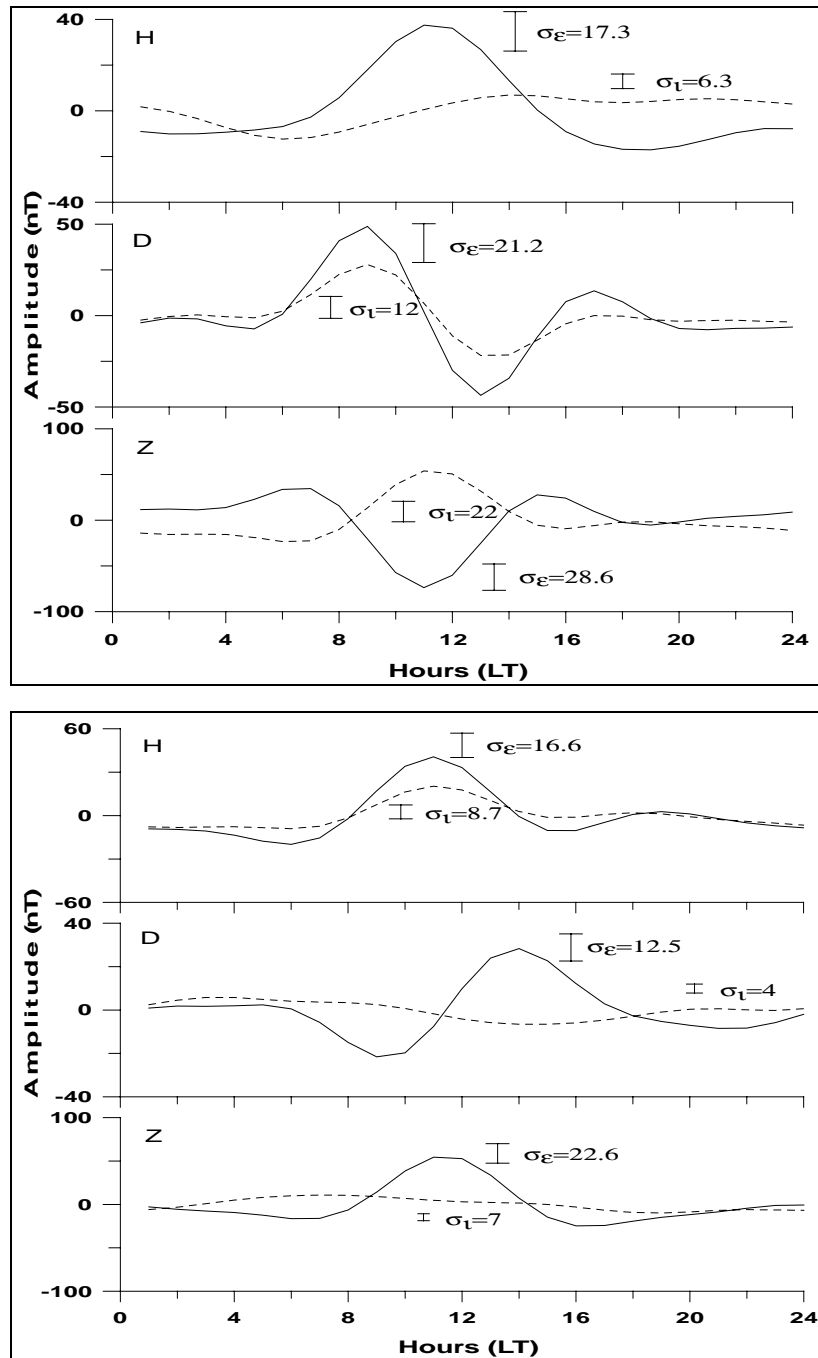 H
40
0
-40
σε=17.3
σι=6.3
D
50
0
-50
σε=21.2
σι=12
Z
100
0
-100
σι=22
σε=28.6
0 4 8 12 16 20 24
Hours (LT)
Amplitude (nT)
H
60
0
-60
σε=16.6
σι=8.7
D
40
0
-40
σε=12.5
σι=4
Z
100
0
-100
σε=22.6
σι=7
0 4 8 12 16 20 24
Hours (LT)
Amplitude (nT)